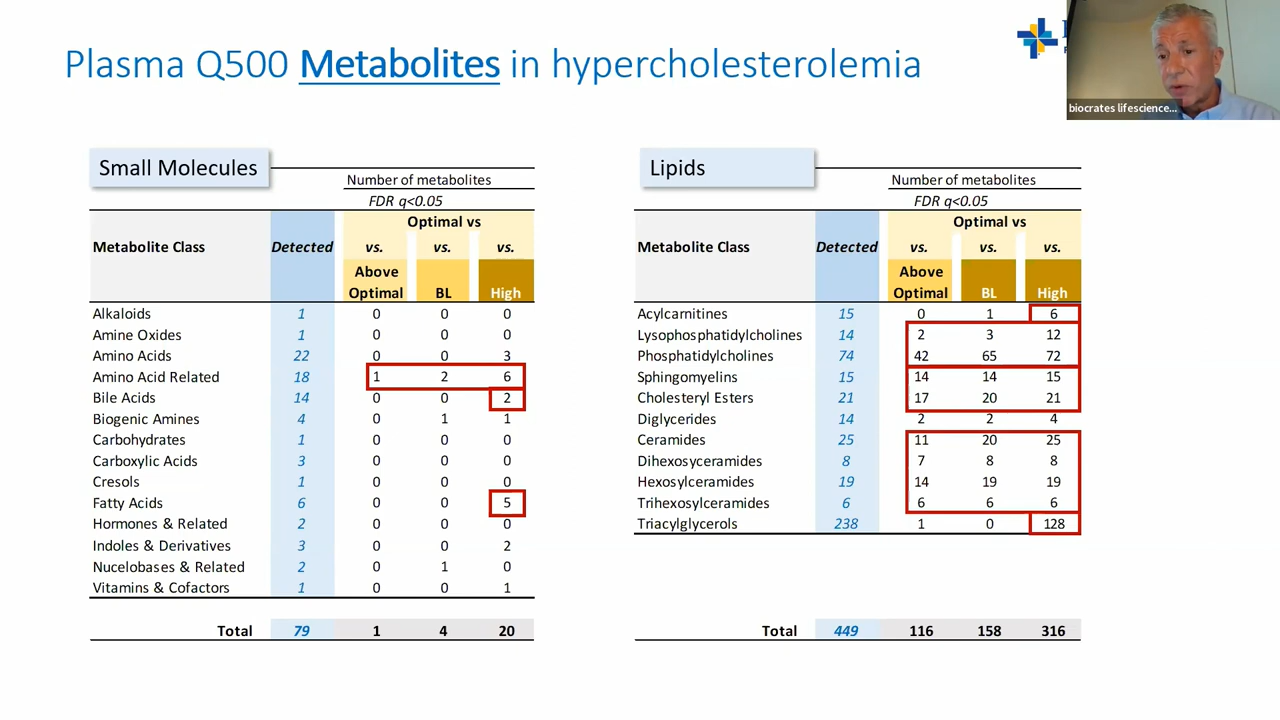 Plasma Q500 Metabolites in hypercholesterolemia
biocrates lifescience...
Small Molecules
Number of metabolites
FDR q<0.05
Optimal vs
Metabolite Class Detected vs. vs. vs.
Above
Optimal BL High
Alkaloids 1 0 0 0
Amine Oxides 1 0 0 0
Amino Acids 22 0 0 3
Amino Acid Related 18 1 2 6
Bile Acids 14 0 0 2
Biogenic Amines 4 0 1 1
Carbohydrates 1 0 0 0
Carboxylic Acids 3 0 0 0
Cresols 1 0 0 0
Fatty Acids 6 0 0 5
Hormones & Related 2 0 0 0
Indoles & Derivatives 3 0 0 2
Nucelobases & Related 2 0 1 0
Vitamins & Cofactors 1 0 0 1
Total 79 1 4 20
Lipids
Number of metabolites
FDR q<0.05
Optimal vs
Metabolite Class Detected vs. vs. vs.
Above
Optimal BL High
Acylcarnitines 15 0 1 6
Lysophosphatidylcholines 14 2 3 12
Phosphatidylcholines 74 42 65 72
Sphingomyelins 15 14 14 15
Cholesteryl Esters 21 17 20 21
Diglycerides 14 2 2 4
Ceramides 25 11 20 25
Dihexosyceramides 8 7 8 8
Hexosylceramides 19 14 19 19
Trihexosylceramides 6 6 6 6
Triacylglycerols 238 1 0 128
Total 449 116 158 316